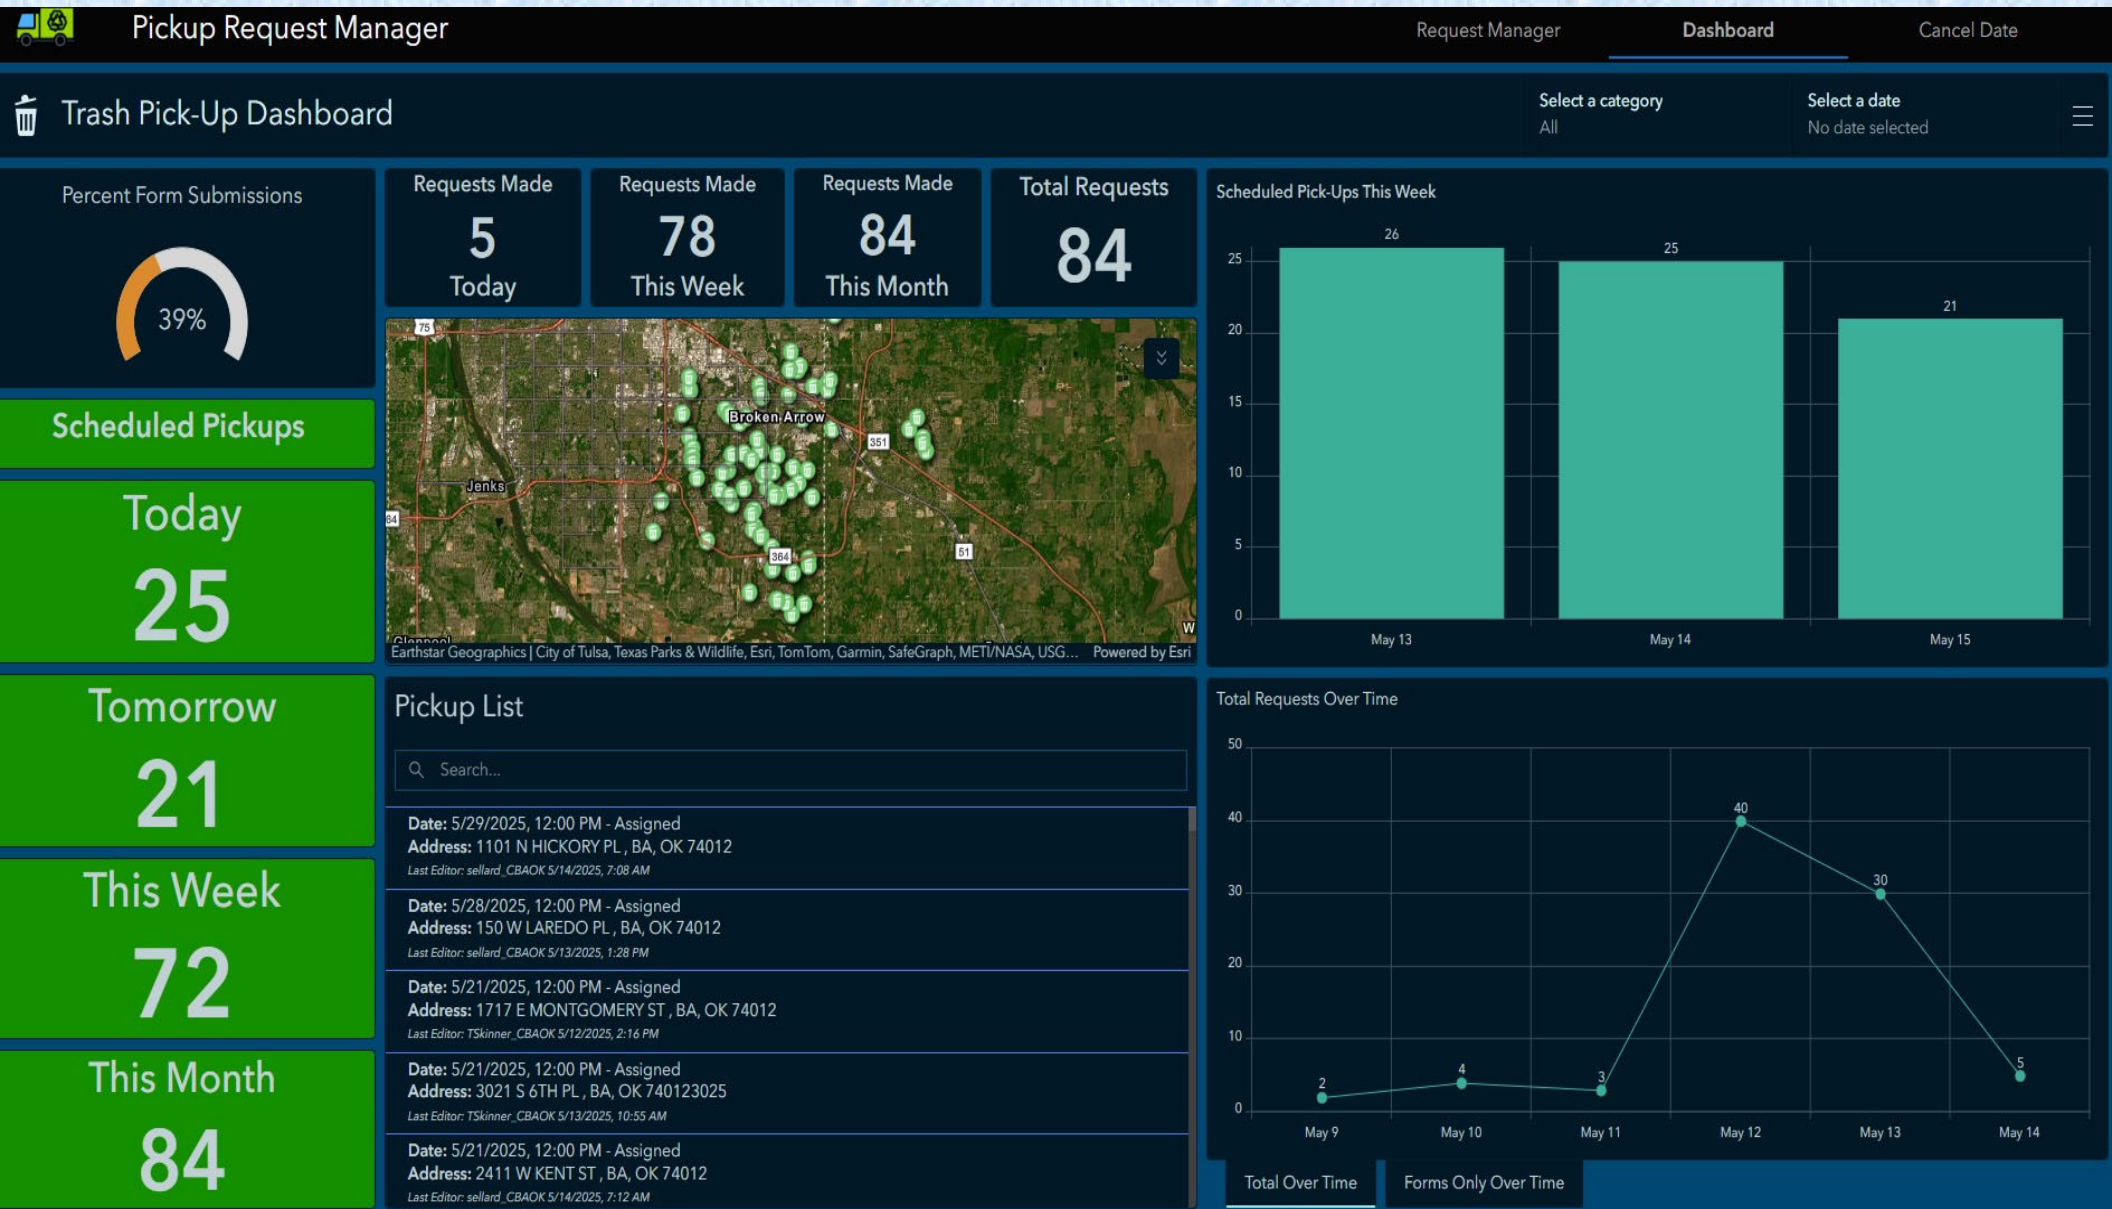 Pickup Request Manager
Request Manager
Dashboard
Cancel Date
Trash Pick-Up Dashboard
Select a category
All
Select a date
No date selected
Percent Form Submissions
39%
Scheduled Pickups
Today
25
Tomorrow
21
This Week
72
This Month
84
Requests Made
5
Today
Requests Made
78
This Week
Requests Made
84
This Month
Total Requests
84
75
Broken Arrow
351
Jenks
64
51
364
Glenpool
W
Earthstar Geographics | City of Tulsa, Texas Parks & Wildlife, Esri, TomTom, Garmin, SafeGraph, METI/NASA, USG...
Powered by Esri
Pickup List
Search...
Date: 5/29/2025, 12:00 PM - Assigned
Address: 1101 N HICKORY PL , BA, OK 74012
Last Editor: sellard_CBAOK 5/14/2025, 7:08 AM
Date: 5/28/2025, 12:00 PM - Assigned
Address: 150 W LAREDO PL , BA, OK 74012
Last Editor: sellard_CBAOK 5/13/2025, 1:28 PM
Date: 5/21/2025, 12:00 PM - Assigned
Address: 1717 E MONTGOMERY ST , BA, OK 74012
Last Editor: TSkinner_CBAOK 5/12/2025, 2:16 PM
Date: 5/21/2025, 12:00 PM - Assigned
Address: 3021 S 6TH PL , BA, OK 740123025
Last Editor: TSkinner_CBAOK 5/13/2025, 10:55 AM
Date: 5/21/2025, 12:00 PM - Assigned
Address: 2411 W KENT ST , BA, OK 74012
Last Editor: sellard_CBAOK 5/14/2025, 7:12 AM
Scheduled Pick-Ups This Week
26
25
21
25
20
15
10
5
0
May 13
May 14
May 15
Total Requests Over Time
50
40
30
20
10
0
2
4
3
40
30
5
May 9
May 10
May 11
May 12
May 13
May 14
Total Over Time
Forms Only Over Time